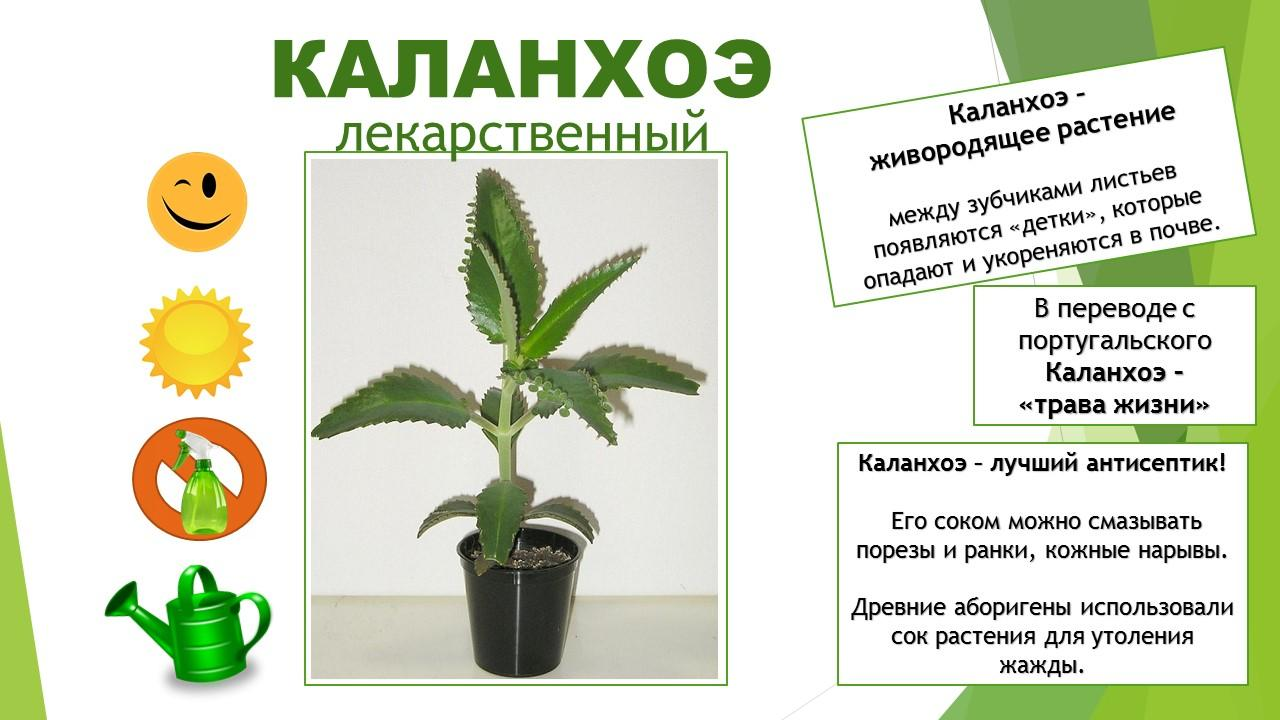 КАЛАНХОЭ
лекарственный
Каланхоэ –
живородящее растение
между зубчиками листьев
появляются «детки», которые
опадают и укореняются в почве.
В переводе с
португальского
Каланхоэ –
«трава жизни»
Каланхоэ – лучший антисептик!
Его соком можно смазывать
порезы и ранки, кожные нарывы.
Древние аборигены использовали
сок растения для утоления
жажды.